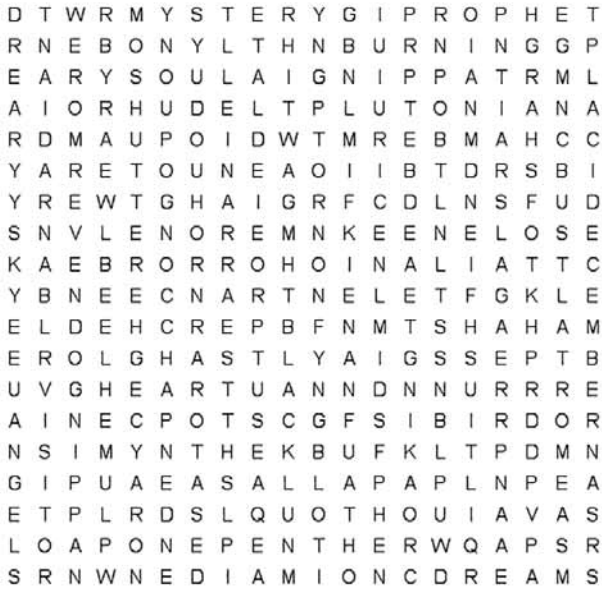 D T W R M Y S T E R Y G I P R O P H E T
R N E B O N Y L T H N B U R N I N G G P
E A R Y S O U L A I G N I P P A T R M L
A I O R H U D E L T P L U T O N I A N A
R D M A U P O I D W T M R E B M A H C C
Y A R E T O U N E A O I I B T D R S B I
Y R E W T G H A I G R F C D L N S F U D
S N V L E N O R E M N K E E N E L O S E
K A E B R O R R O H O I N A L I A T T C
Y B N E E C N A R T N E L E T F G K L E
E L D E H C R E P B F N M T S H A H A M
E R O L G H A S T L Y A I G S S E P T B
U V G H E A R T U A N N D N N U R R R E
A I N E C P O T S C G F S I B I R D O R
N S I M Y N T H E K B U F K L T P D M N
G I P U A E A S A L L A P A P L N P E A
E T P L R D S L Q U O T H O U I A V A S
L O A P O N E P E N T H E R W Q A P S R
S R N W N E D I A M I O N C D R E A M S